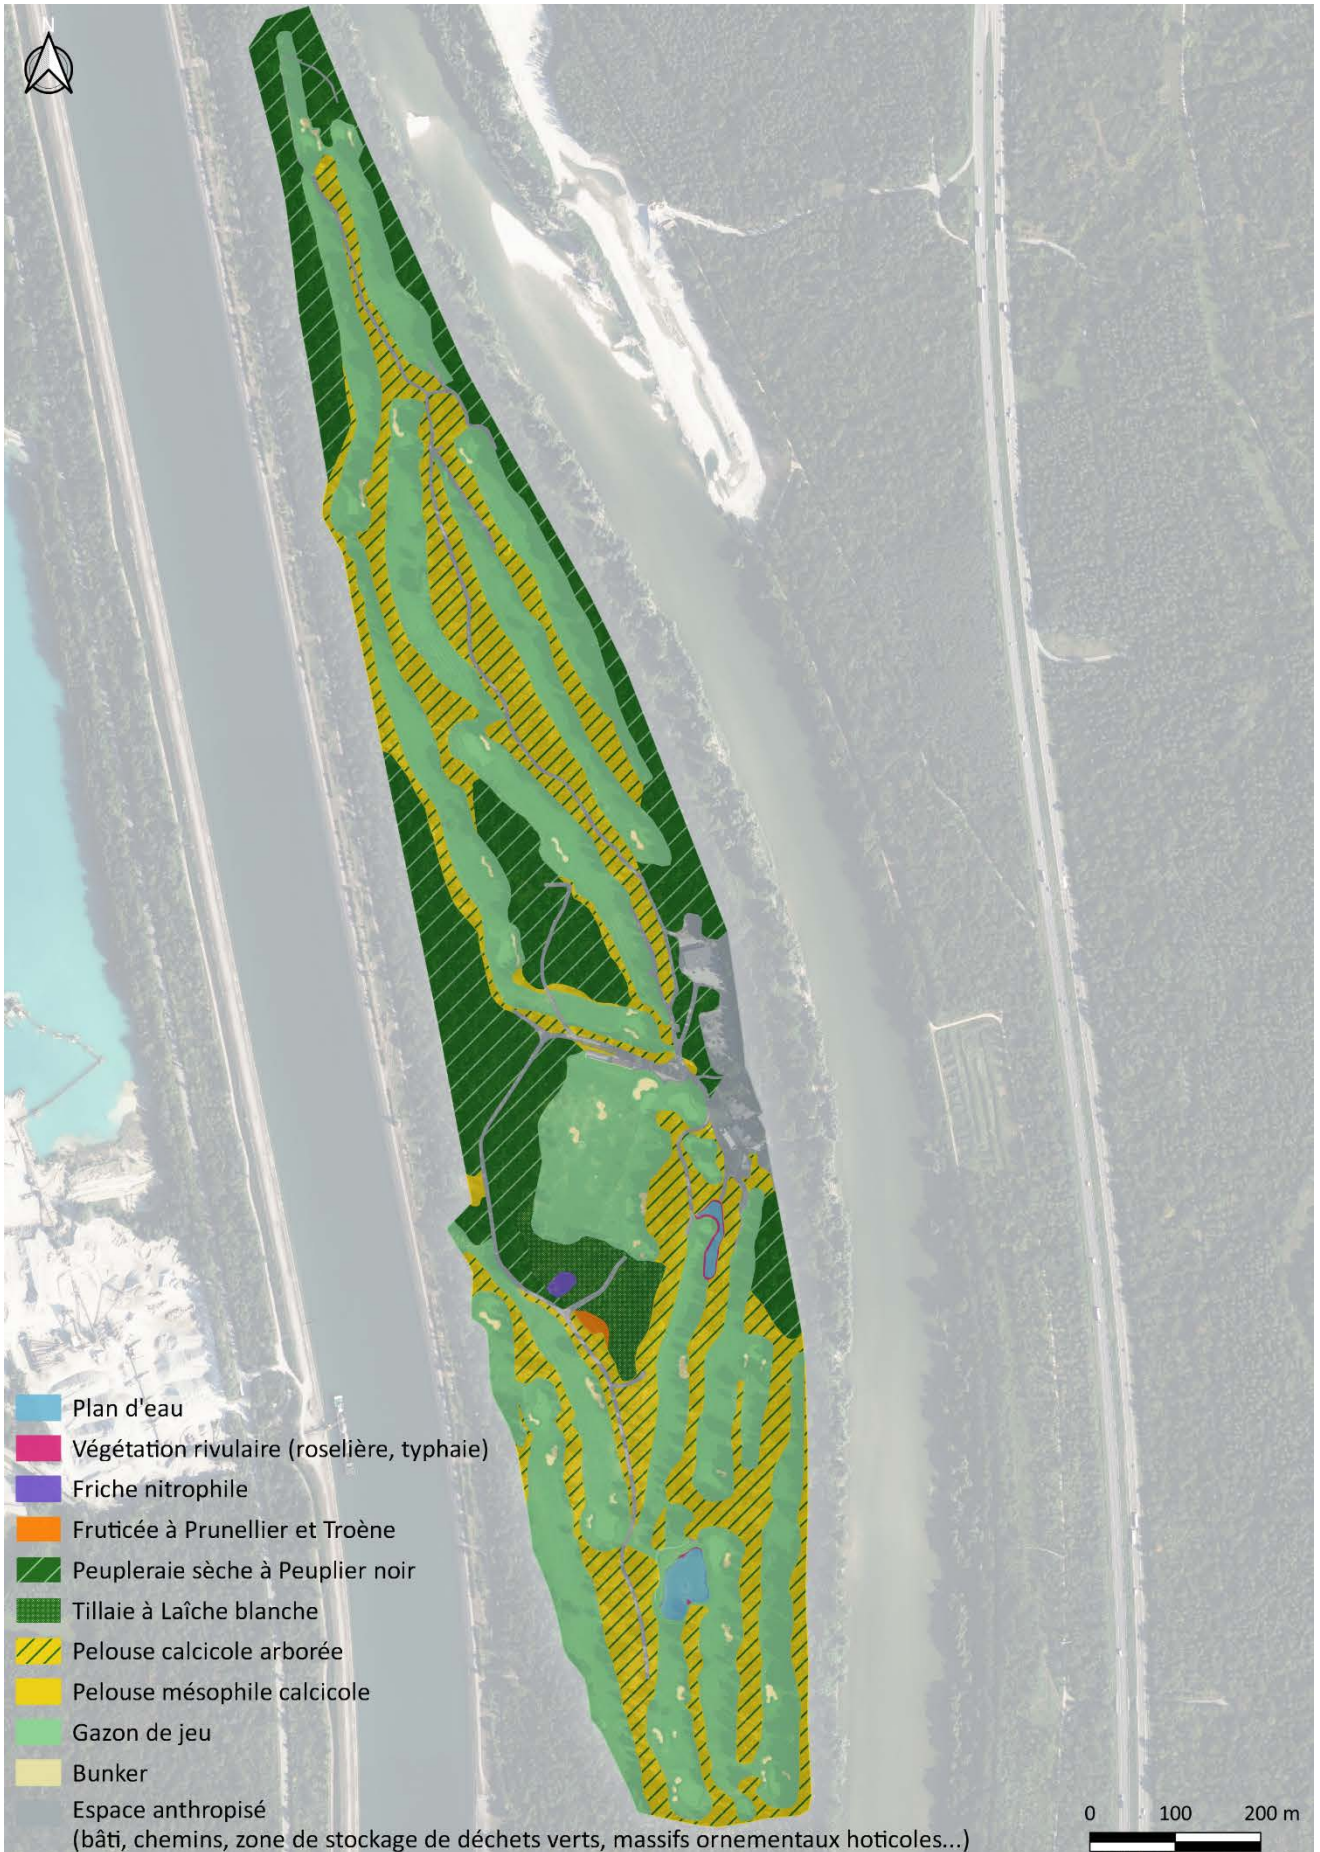 N
Plan d'eau
Végétation rivulaire (roselière, typhaie)
Friche nitrophile
Fruticée à Prunellier et Troène
Peupleraie sèche à Peuplier noir
Tillaie à Laîche blanche
Pelouse calcicole arborée
Pelouse mésophile calcicole
Gazon de jeu
Bunker
Espace anthropisé
(bâti, chemins, zone de stockage de déchets verts, massifs ornementaux hoticoles...)
0 100 200 m